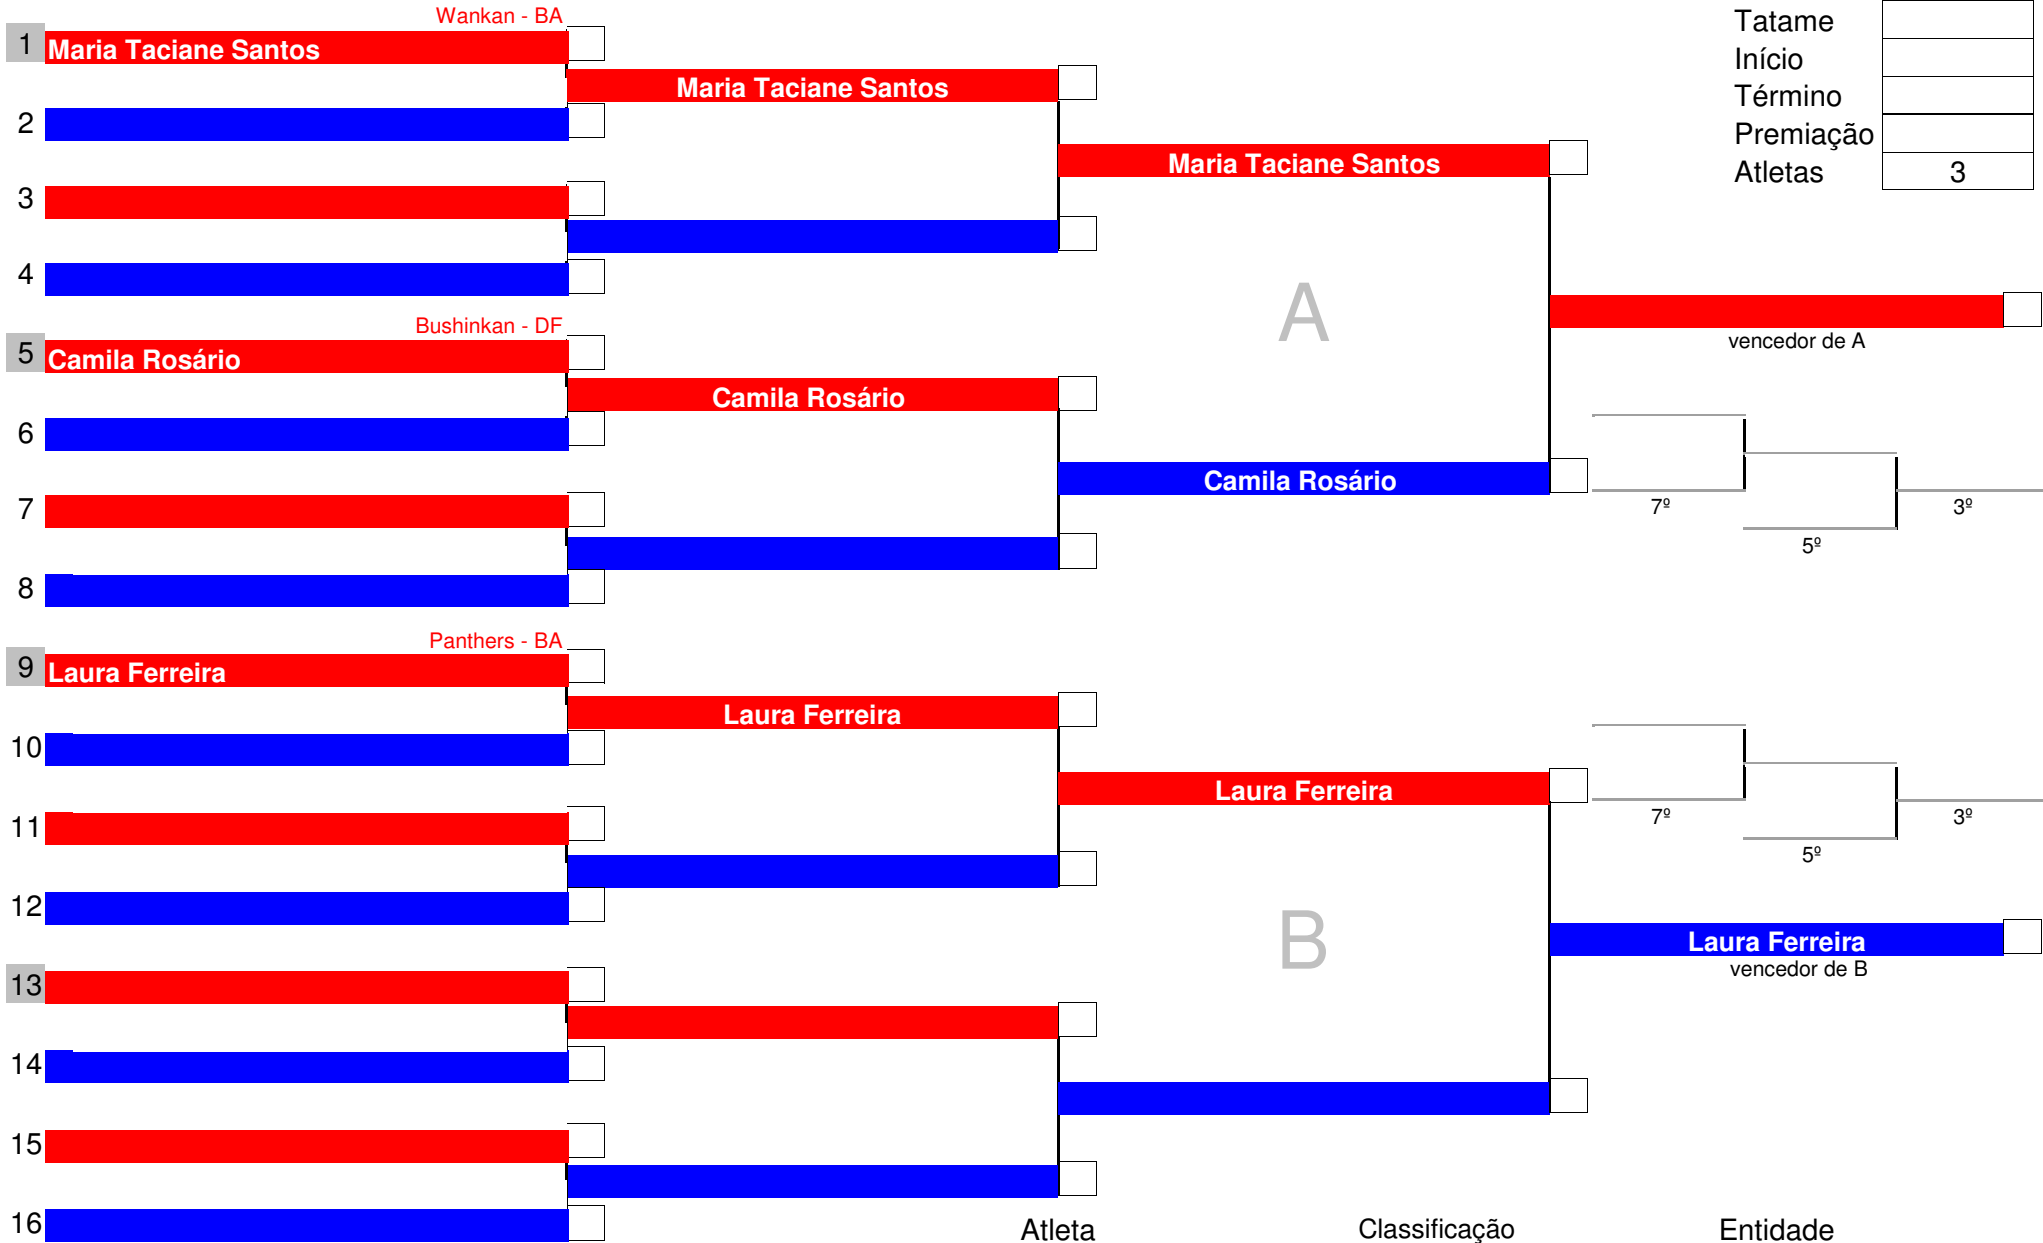 Wankan - BA
1 Maria Taciane Santos
Maria Taciane Santos
2
Maria Taciane Santos
3
4
Tatame
Início
Término
Premiação
Atletas 3
A
vencedor de A
Bushinkan - DF
5 Camila Rosário
Camila Rosário
6
Camila Rosário
7
8
7º
3º
5º
Panthers - BA
9 Laura Ferreira
Laura Ferreira
10
Laura Ferreira
11
12
7º
3º
5º
B
Laura Ferreira
vencedor de B
13
14
15
16
Atleta Classificação Entidade